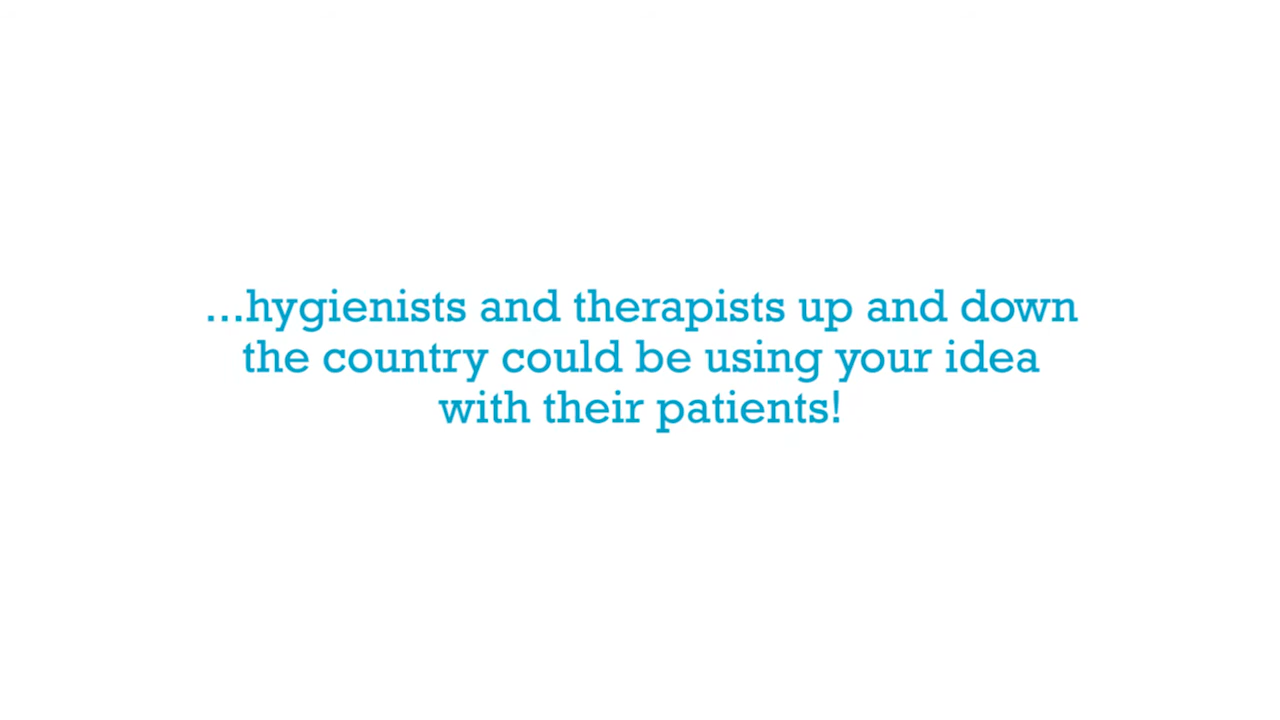 ...hygienists and therapists up and down
the country could be using your idea
with their patients!